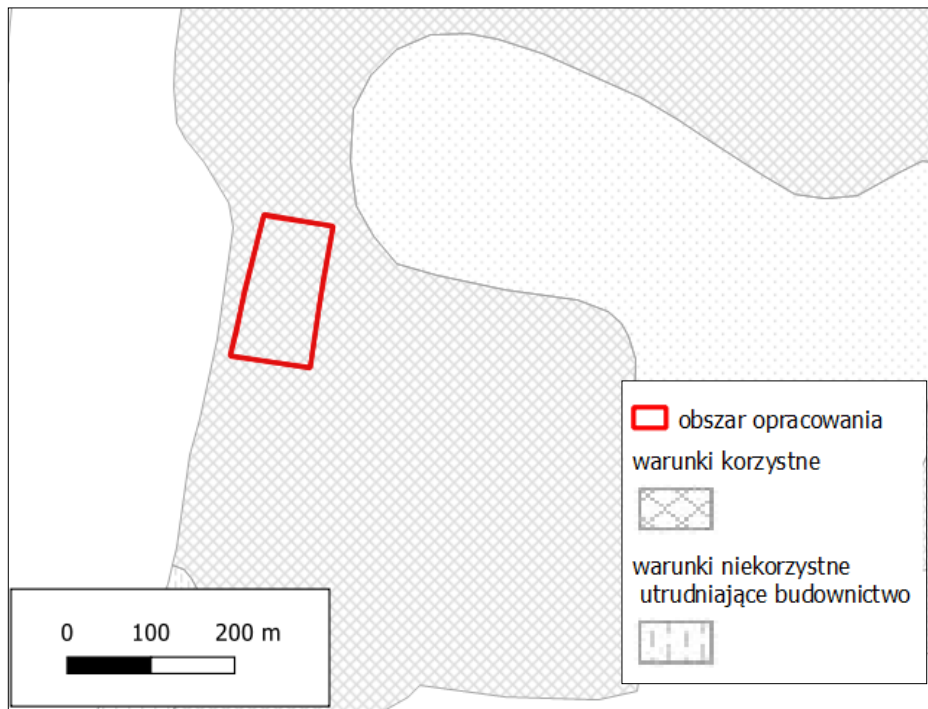 obszar opracowania
warunki korzystne
warunki niekorzystne
utrudniające budownictwo
0 100 200 m